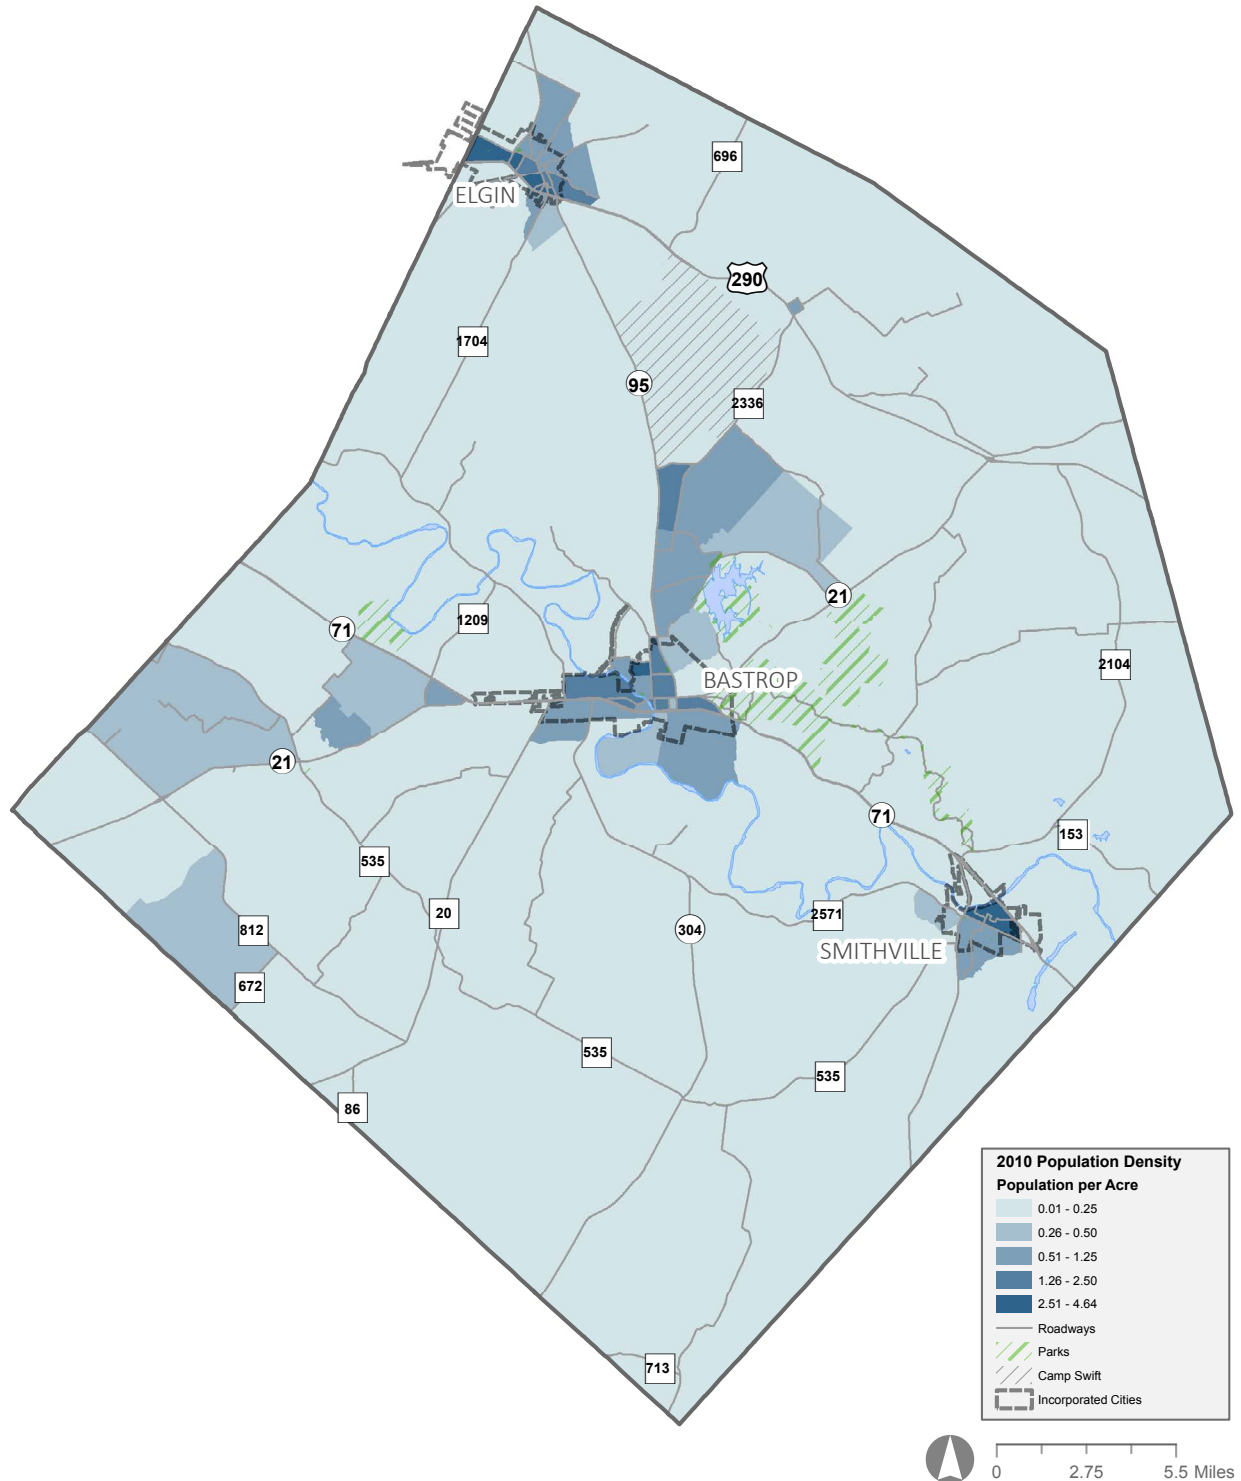 696
ELGIN
290
1704
95
2336
21
1209
71
2104
BASTROP
21
71
153
535
20
2571
812
304
SMITHVILLE
672
535
535
86
2010 Population Density
Population per Acre
0.01 - 0.25
0.26 - 0.50
0.51 - 1.25
1.26 - 2.50
2.51 - 4.64
Roadways
Parks
Camp Swift
Incorporated Cities
713
0 2.75 5.5 Miles